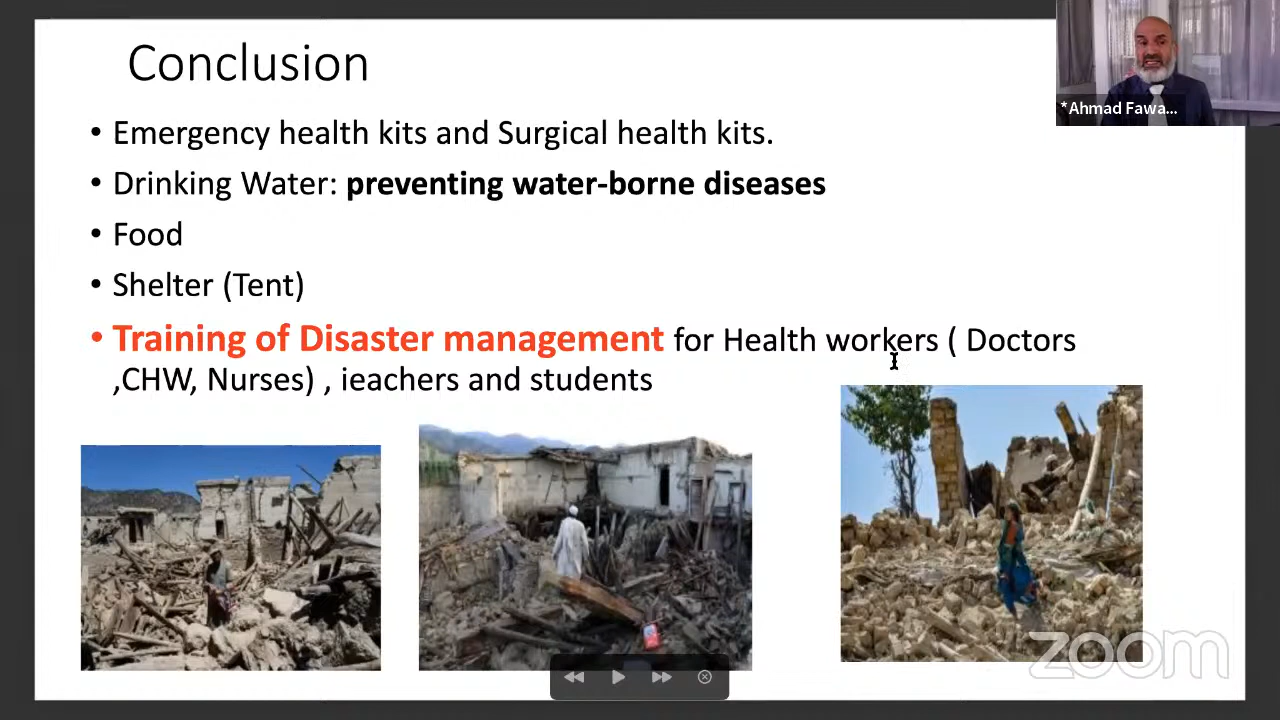 Conclusion
*Ahmad Fawa...
• Emergency health kits and Surgical health kits.
• Drinking Water: preventing water-borne diseases
• Food
• Shelter (Tent)
• Training of Disaster management for Health workers ( Doctors
,CHW, Nurses) , ieachers and students
zoom